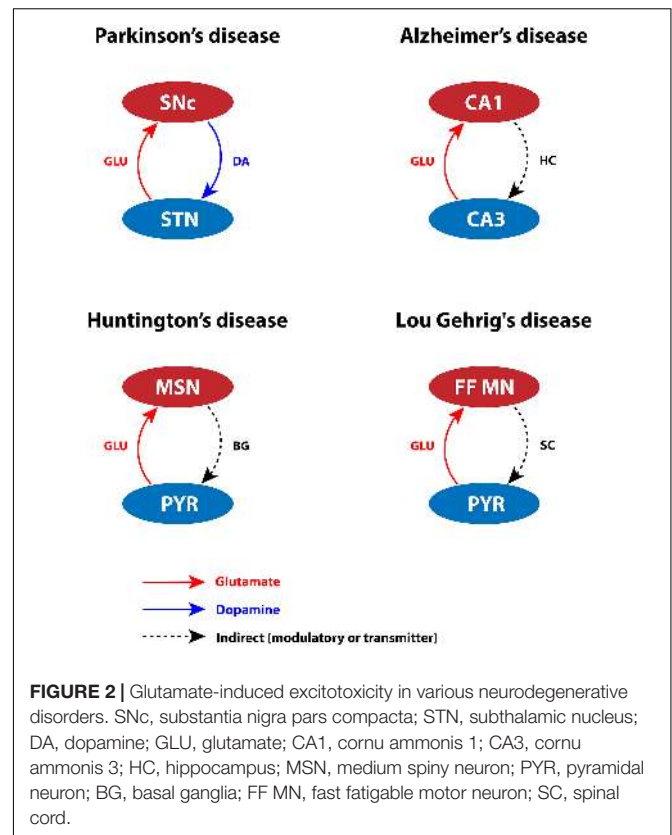 Parkinson's disease
SNc
GLU
DA
STN
Alzheimer's disease
CA1
GLU
HC
CA3
Huntington's disease
MSN
GLU
BG
PYR
Lou Gehrig's disease
FF MN
GLU
SC
PYR
Glutamate
Dopamine
Indirect (modulatory or transmitter)
FIGURE 2 | Glutamate-induced excitotoxicity in various neurodegenerative
disorders. SNc, substantia nigra pars compacta; STN, subthalamic nucleus;
DA, dopamine; GLU, glutamate; CA1, cornu ammonis 1; CA3, cornu
ammonis 3; HC, hippocampus; MSN, medium spiny neuron; PYR, pyramidal
neuron; BG, basal ganglia; FF MN, fast fatigable motor neuron; SC, spinal
cord.